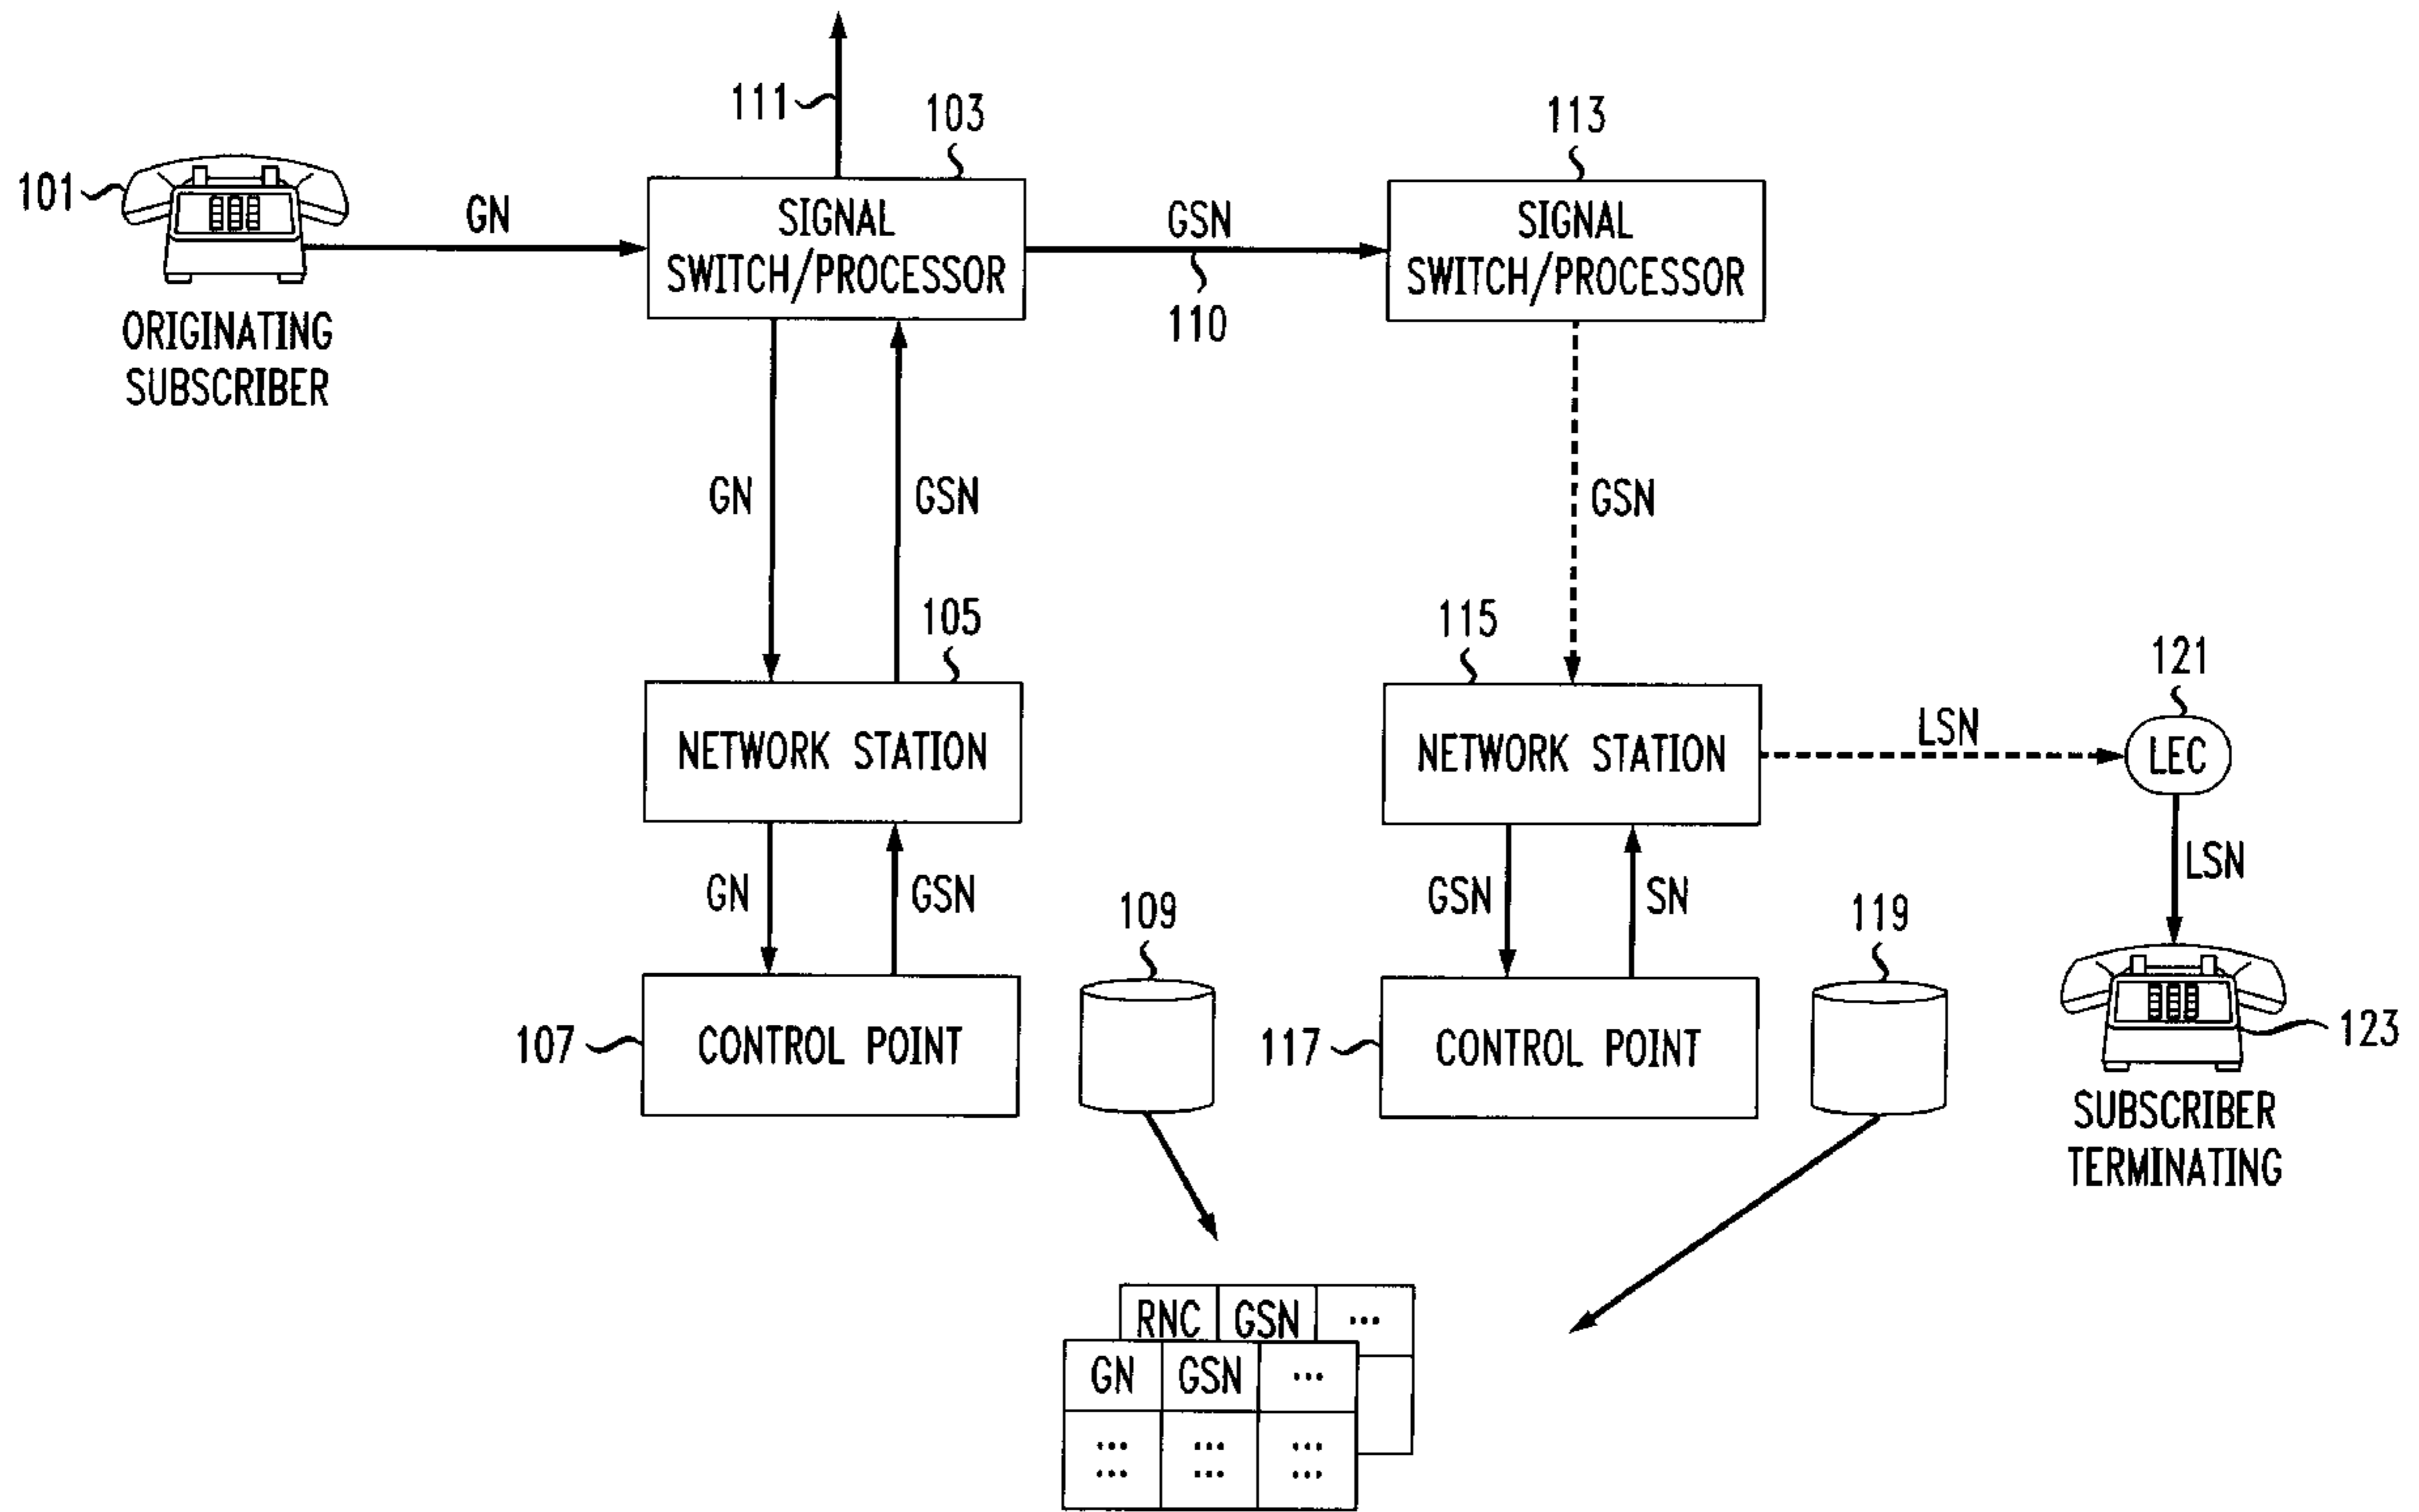 111
103
113
101
GN
SIGNAL
SWITCH/PROCESSOR
GSN
110
SIGNAL
SWITCH/PROCESSOR
ORIGINATING
SUBSCRIBER
GN
GSN
GSN
105
115
121
NETWORK STATION
NETWORK STATION
LSN
LEC
GN
GSN
109
GSN
SN
119
LSN
107
CONTROL POINT
117
CONTROL POINT
123
SUBSCRIBER
TERMINATING
RNC GSN ...
GN GSN ...
... ... ...
... ... ...